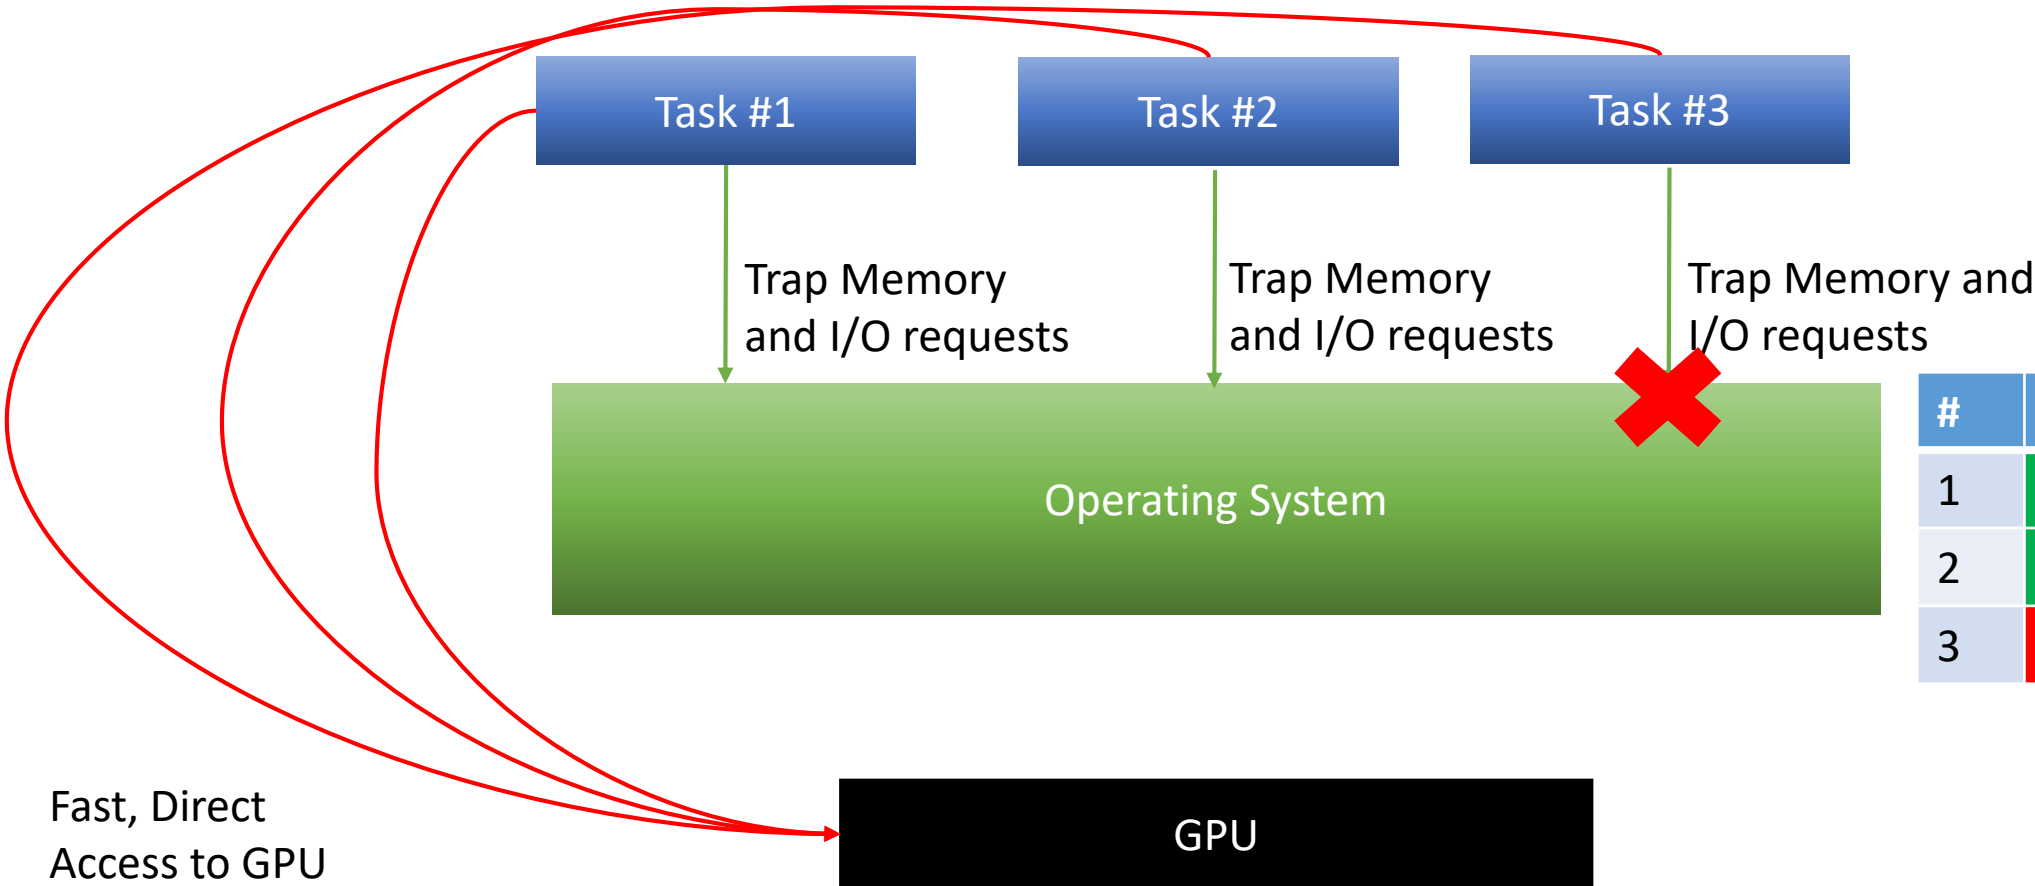 Task #1
Task #2
Task #3
Trap Memory
and I/O requests
Trap Memory
and I/O requests
Trap Memory and
I/O requests
Operating System
#
1
2
3
Fast, Direct
Access to GPU
GPU